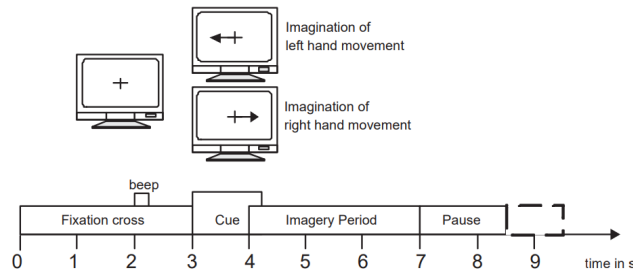 Imagination of
left hand movement
Imagination of
right hand movement
beep
Fixation cross Cue Imagery Period Pause
0 1 2 3 4 5 6 7 8 9 time in s